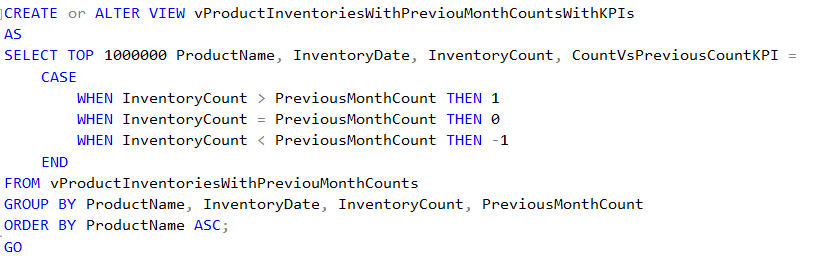 CREATE or ALTER VIEW vProductInventoriesWithPreviouMonthCountsWithKPIs
AS
SELECT TOP 1000000 ProductName, InventoryDate, InventoryCount, CountVsPreviousCountKPI =
    CASE
        WHEN InventoryCount > PreviousMonthCount THEN 1
        WHEN InventoryCount = PreviousMonthCount THEN 0
        WHEN InventoryCount < PreviousMonthCount THEN -1
    END
FROM vProductInventoriesWithPreviouMonthCounts
GROUP BY ProductName, InventoryDate, InventoryCount, PreviousMonthCount
ORDER BY ProductName ASC;
GO